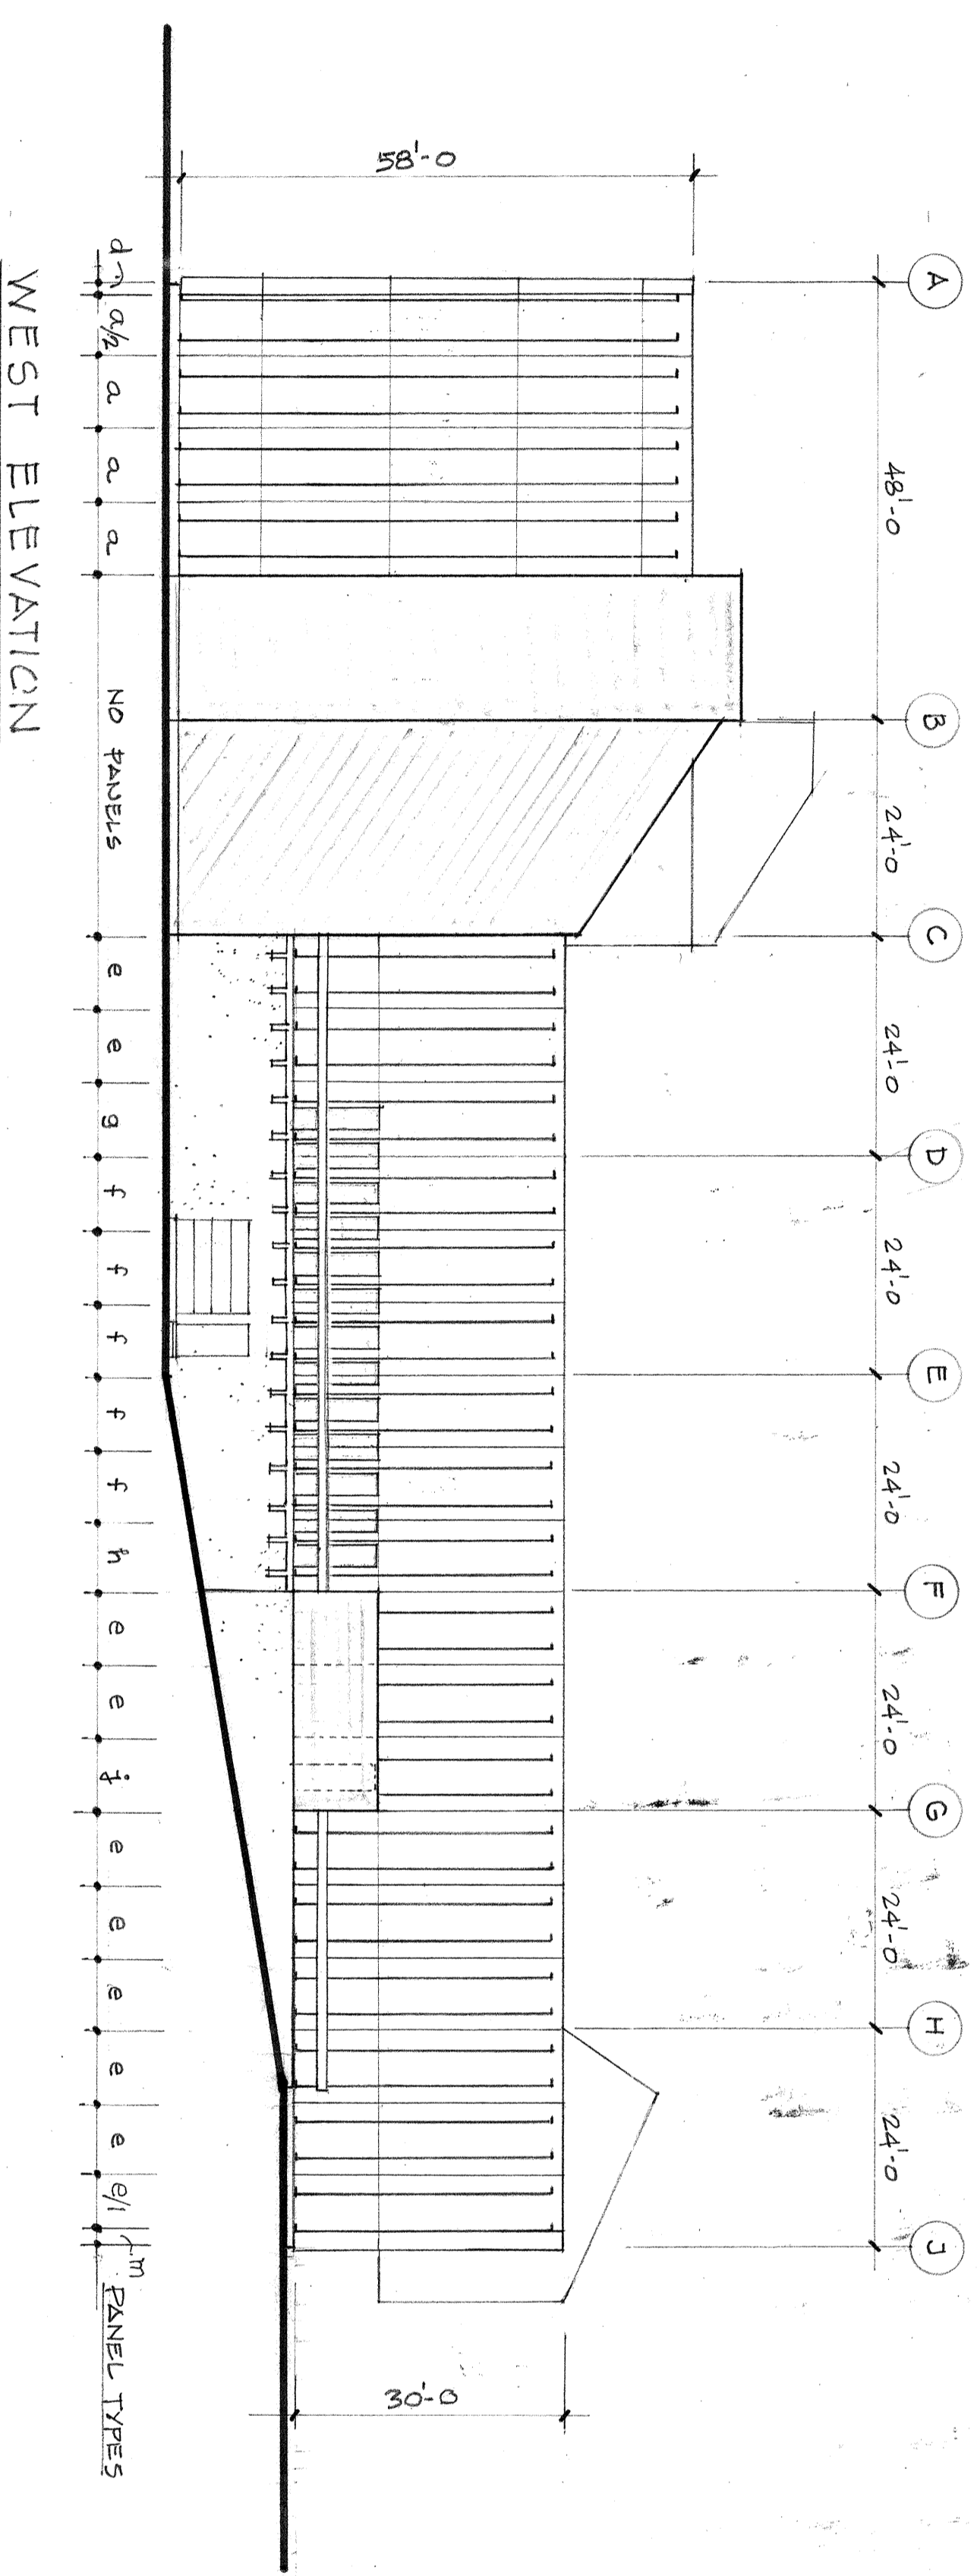 A B C D E F G H J
48'-0 24'-0 24'-0 24'-0 24'-0 24'-0 24'-0 24'-0
58'-0
30'-0
d a/2 a a a NO PANELS e e g f f f f f h e e j e e e e e e/l m
PANEL TYPES
WEST ELEVATION